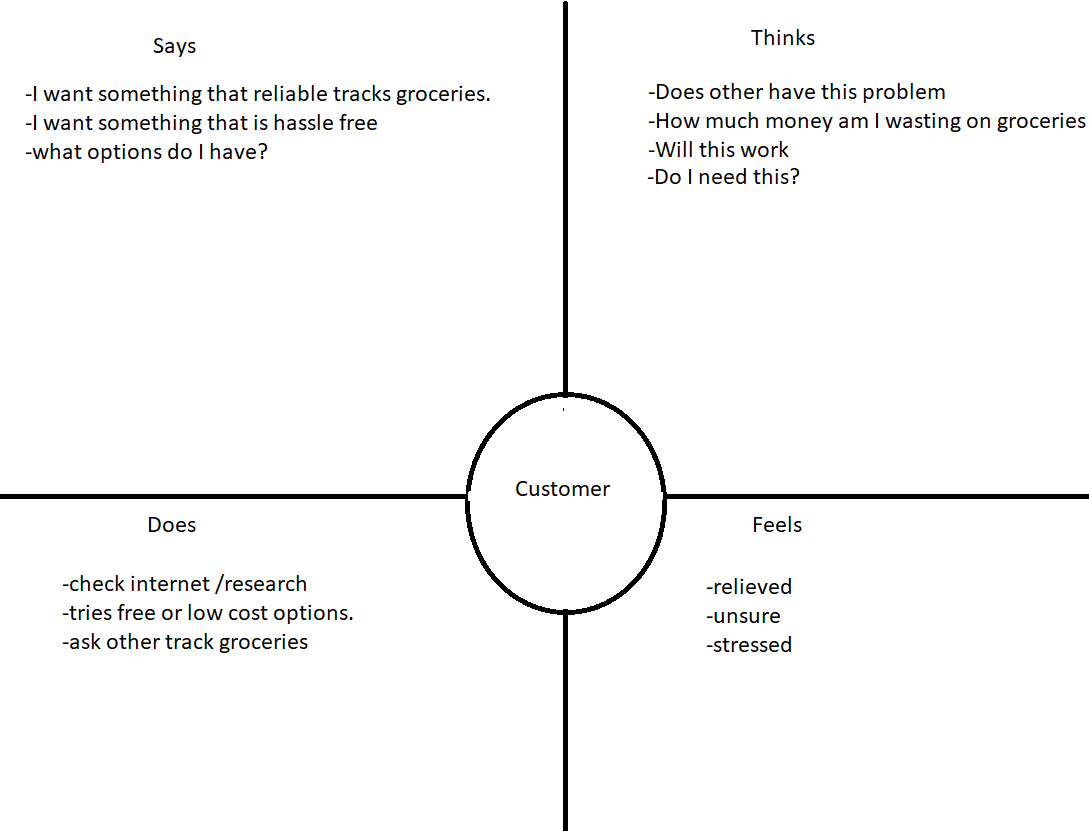 Says
-I want something that reliable tracks groceries.
-I want something that is hassle free
-what options do I have?
Thinks
-Does other have this problem
-How much money am I wasting on groceries
-Will this work
-Do I need this?
Customer
Does
-check internet /research
-tries free or low cost options.
-ask other track groceries
Feels
-relieved
-unsure
-stressed